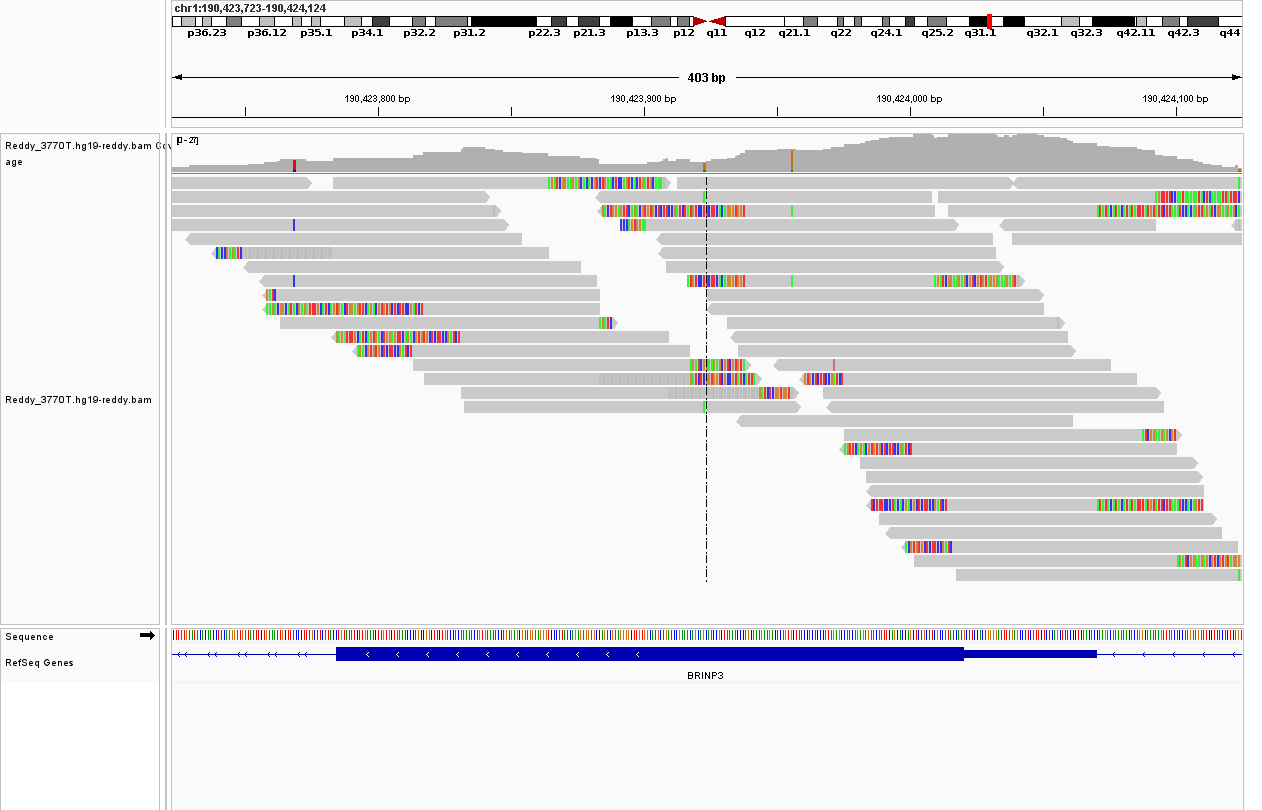 chr1:190,423,723-190,424,124
p36.23 p36.12 p35.1 p34.1 p32.2 p31.2 p22.3 p21.3 p13.3 p12 q11 q12 q21.1 q22 q24.1 q25.2 q31.1 q32.1 q32.3 q42.11 q42.3 q44
403 bp
190,423,800 bp 190,423,900 bp 190,424,000 bp 190,424,100 bp
[0-27]
Reddy_3770T.hg19-reddy.bam Cov
age
Reddy_3770T.hg19-reddy.bam
Sequence
RefSeq Genes
BRINP3